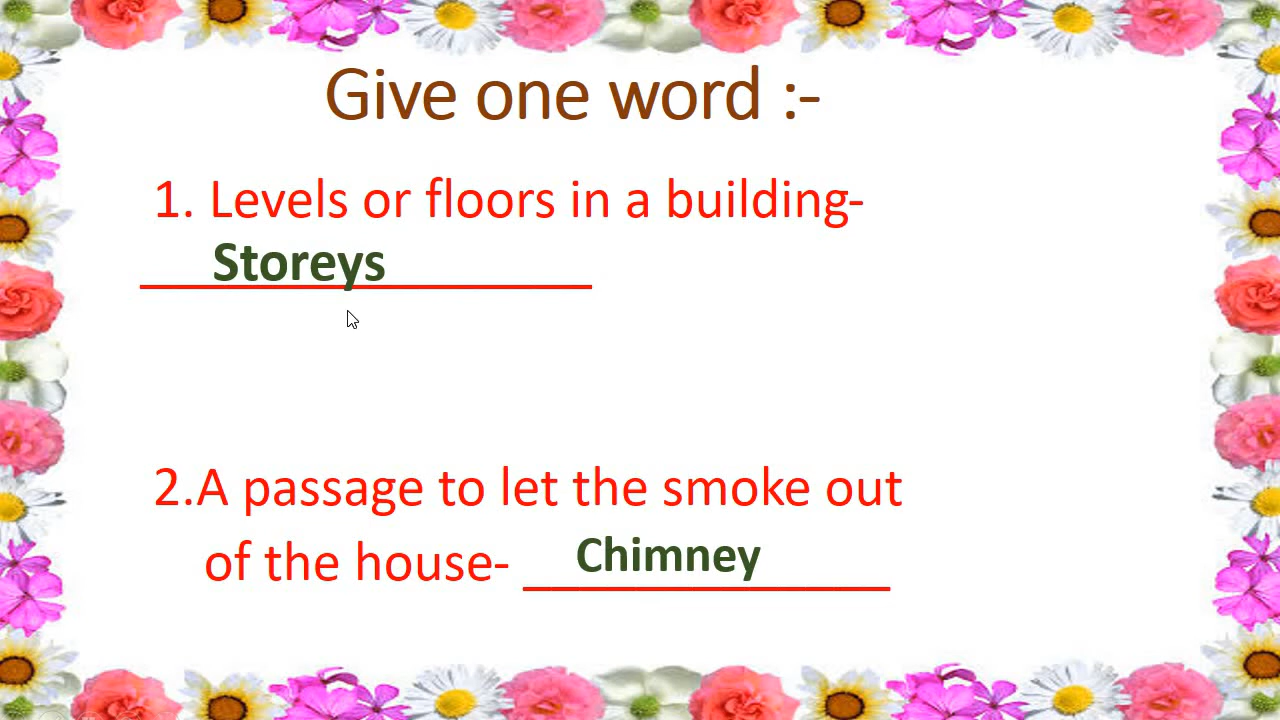 Give one word :-
1. Levels or floors in a building-
Storeys
2.A passage to let the smoke out
of the house- Chimney